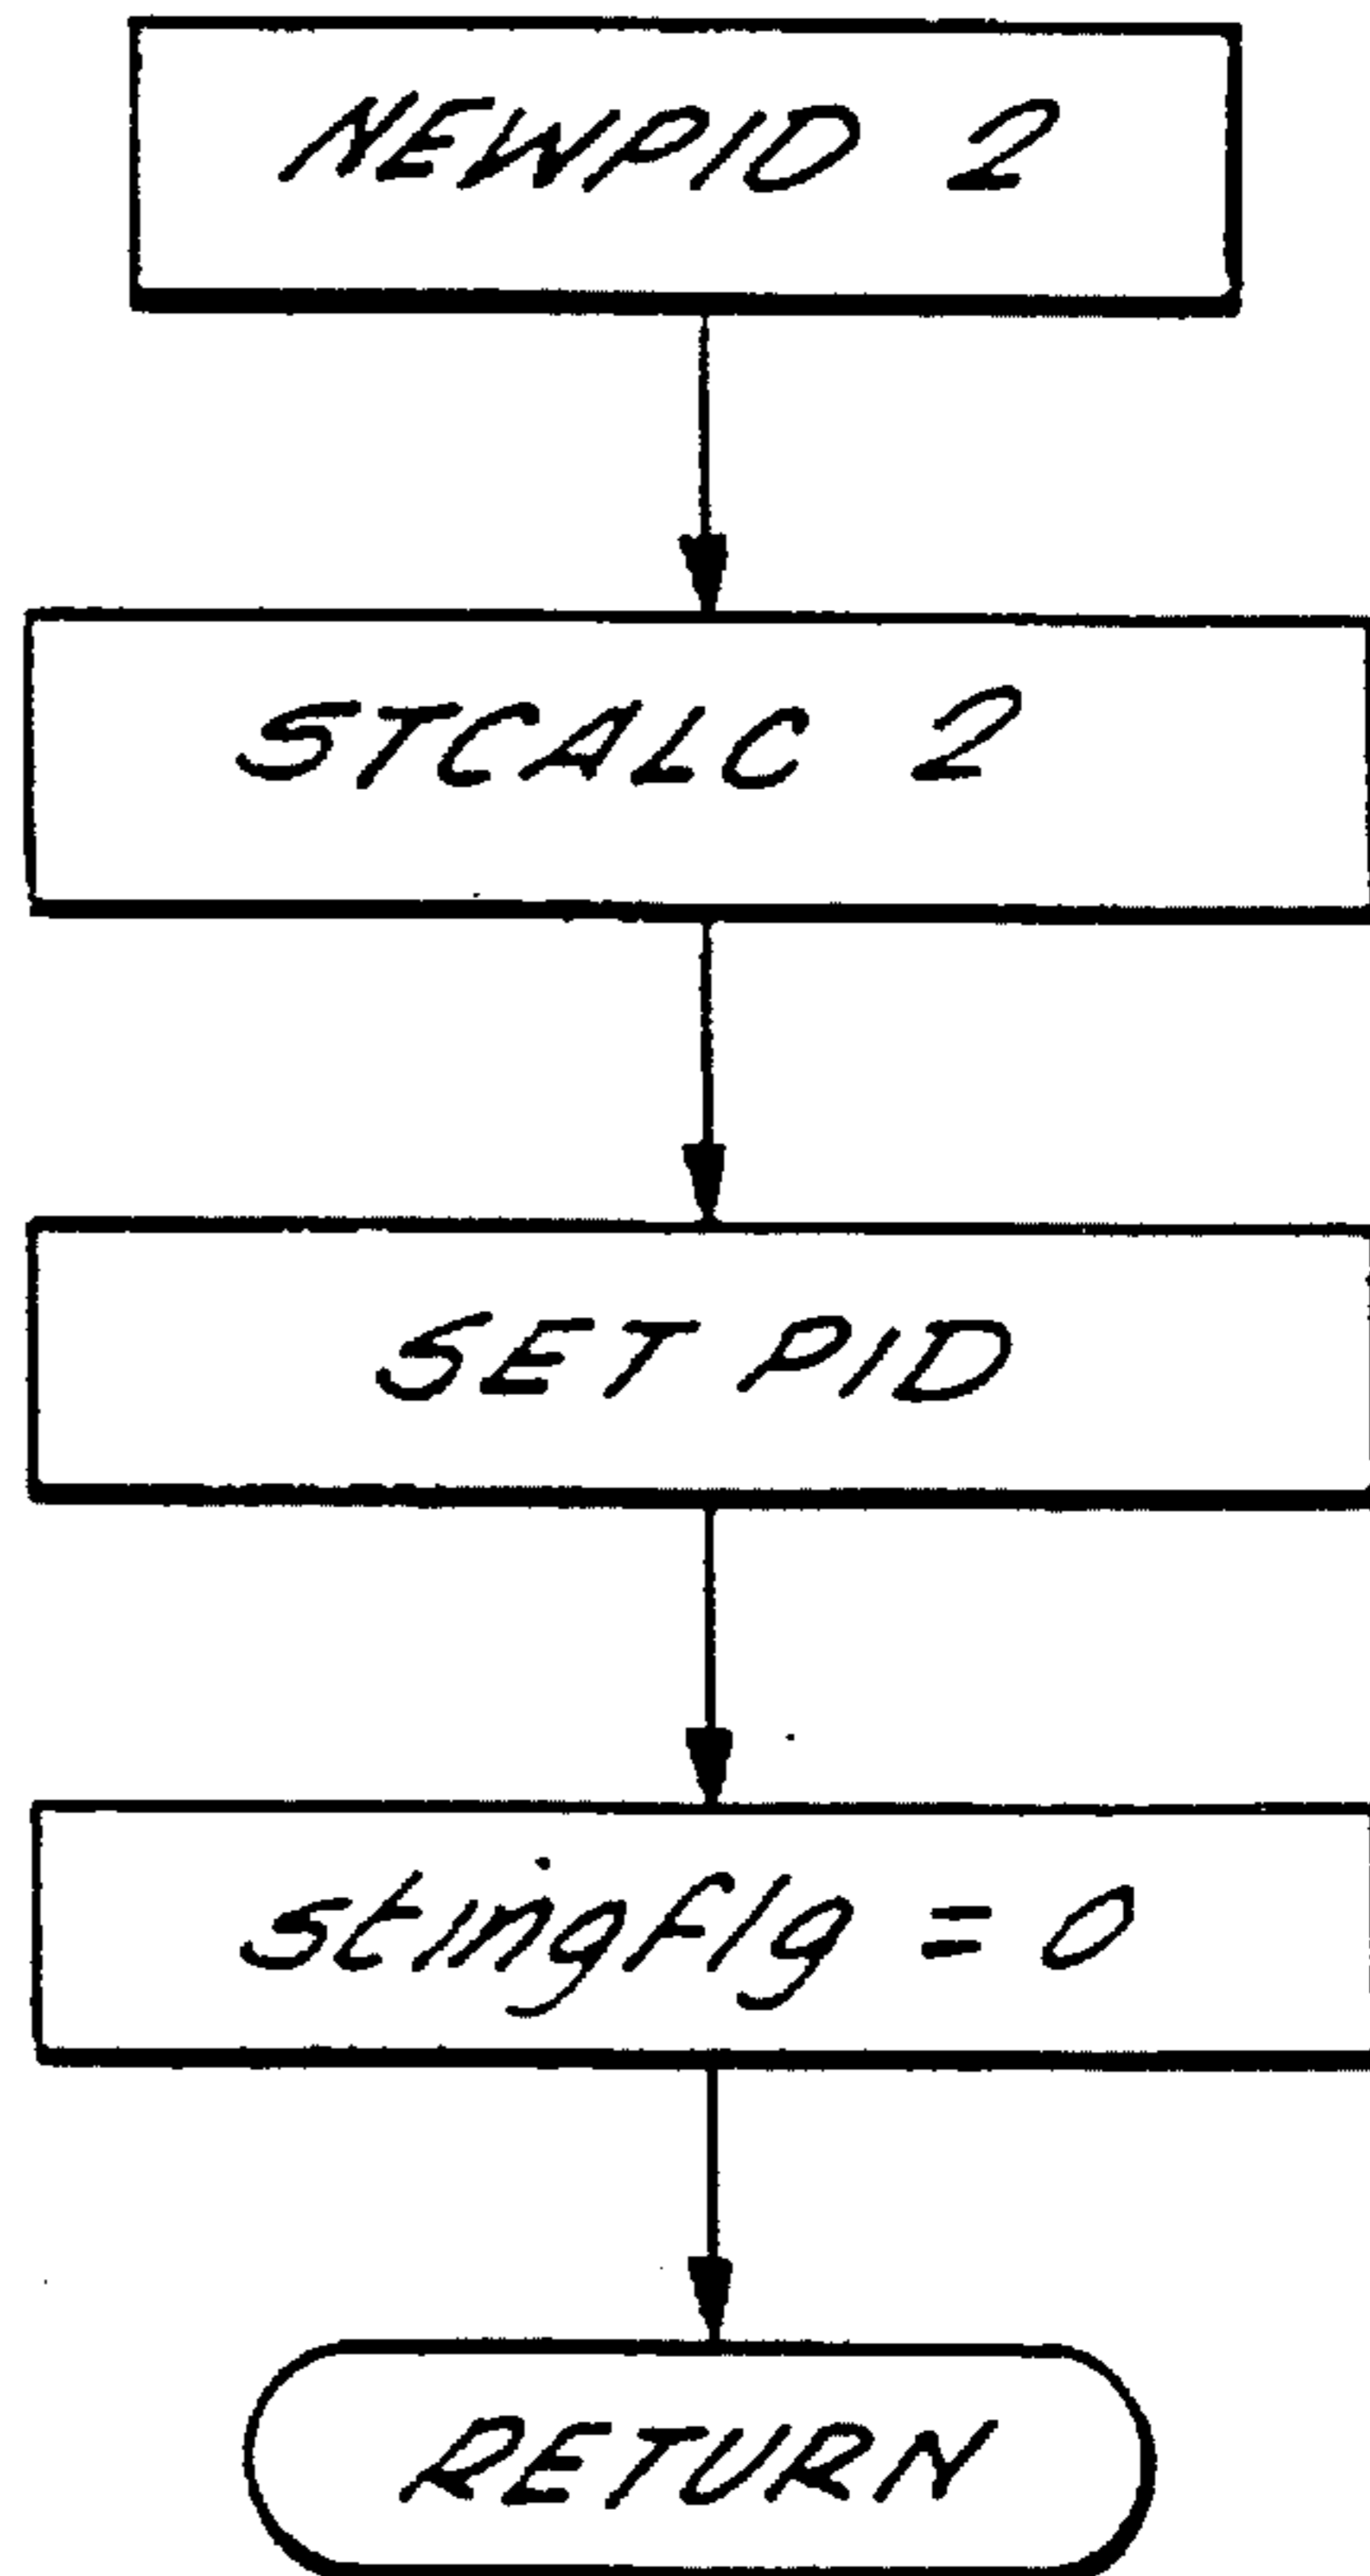 NEWPID 2
STCALC 2
SET PID
stingflg = 0
RETURN